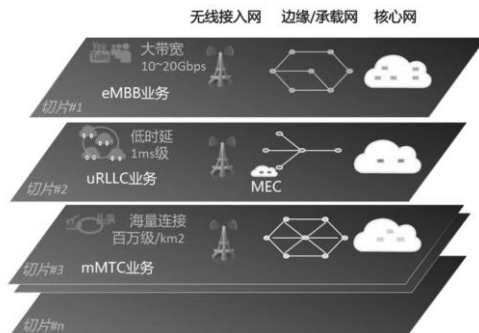 无线接入网 边缘/承载网 核心网
You
Tube
大带宽
10~20Gbps
eMBB业务
切片#1
低时延
1ms级
uRLLC业务
MEC
切片#2
海量连接
百万级/km2
mMTC业务
切片#3
切片#n